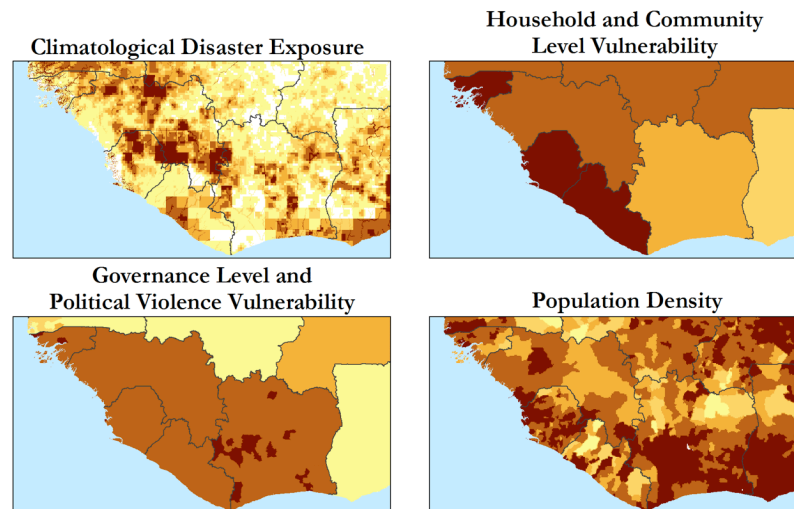 Climatological Disaster Exposure
Household and Community
Level Vulnerability
Governance Level and
Political Violence Vulnerability
Population Density